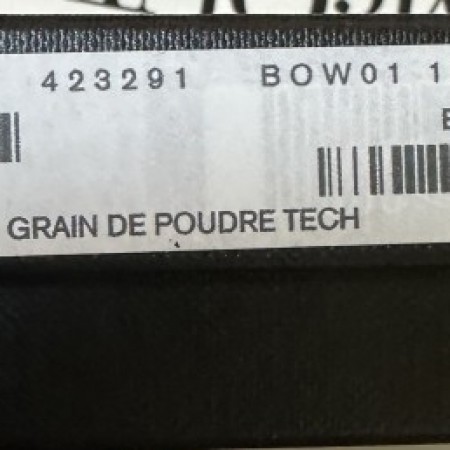 423291 BOW01 1
GRAIN DE POUDRE TECH